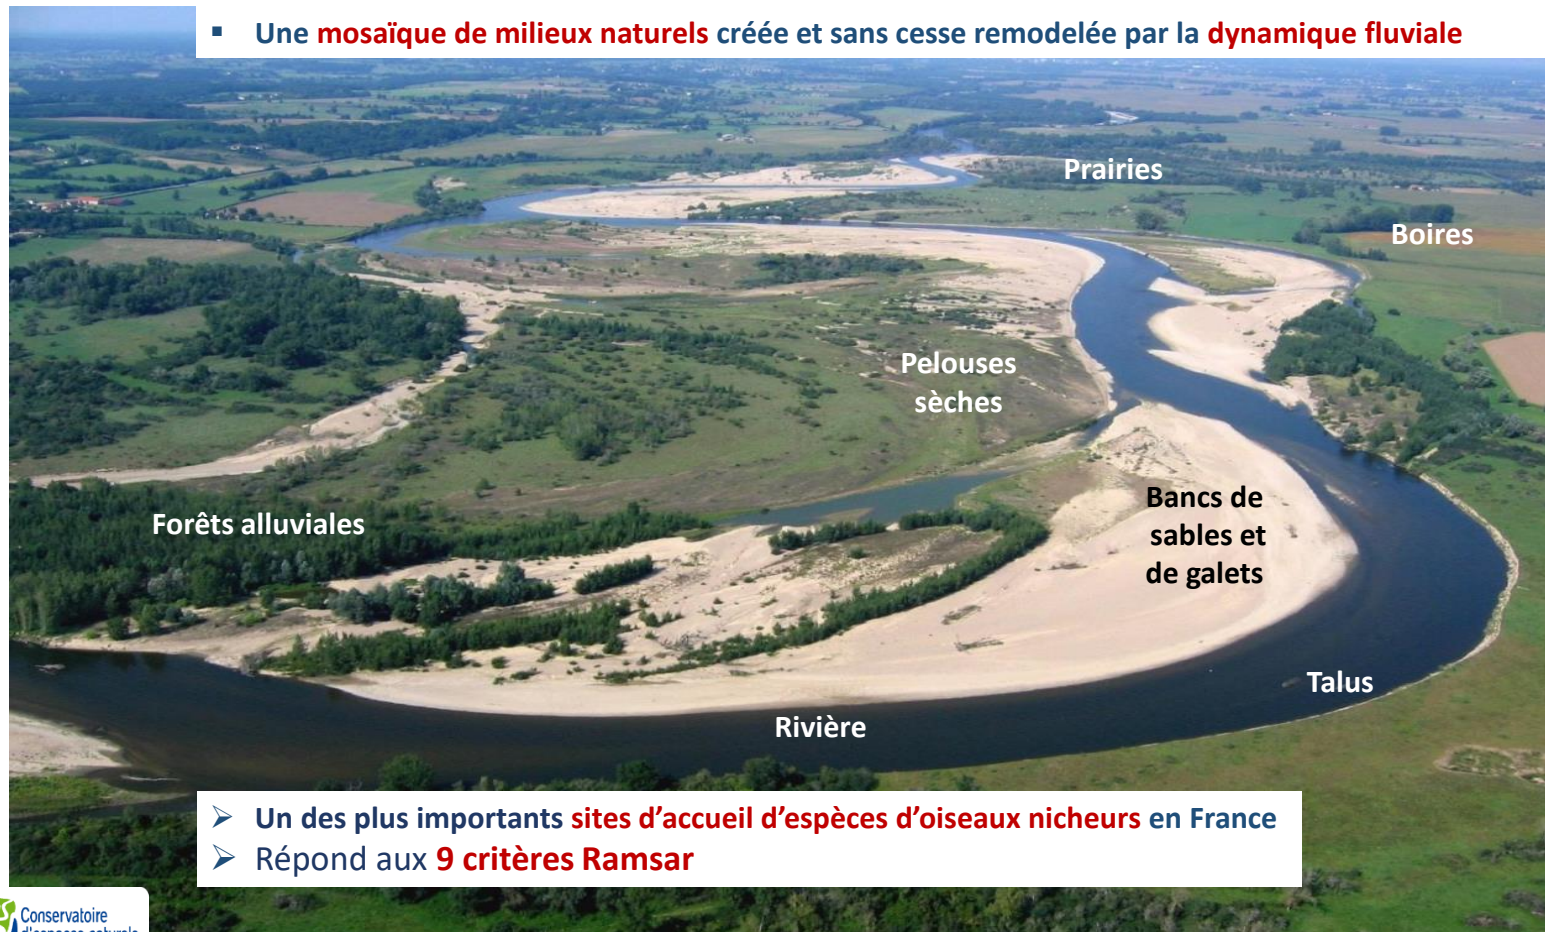 ▪ Une mosaïque de milieux naturels créée et sans cesse remodelée par la dynamique fluviale
Prairies
Boires
Pelouses
sèches
Bancs de
sables et
de galets
Forêts alluviales
Talus
Rivière
➢ Un des plus importants sites d’accueil d’espèces d’oiseaux nicheurs en France
➢ Répond aux 9 critères Ramsar
Conservatoire
d'espaces naturels